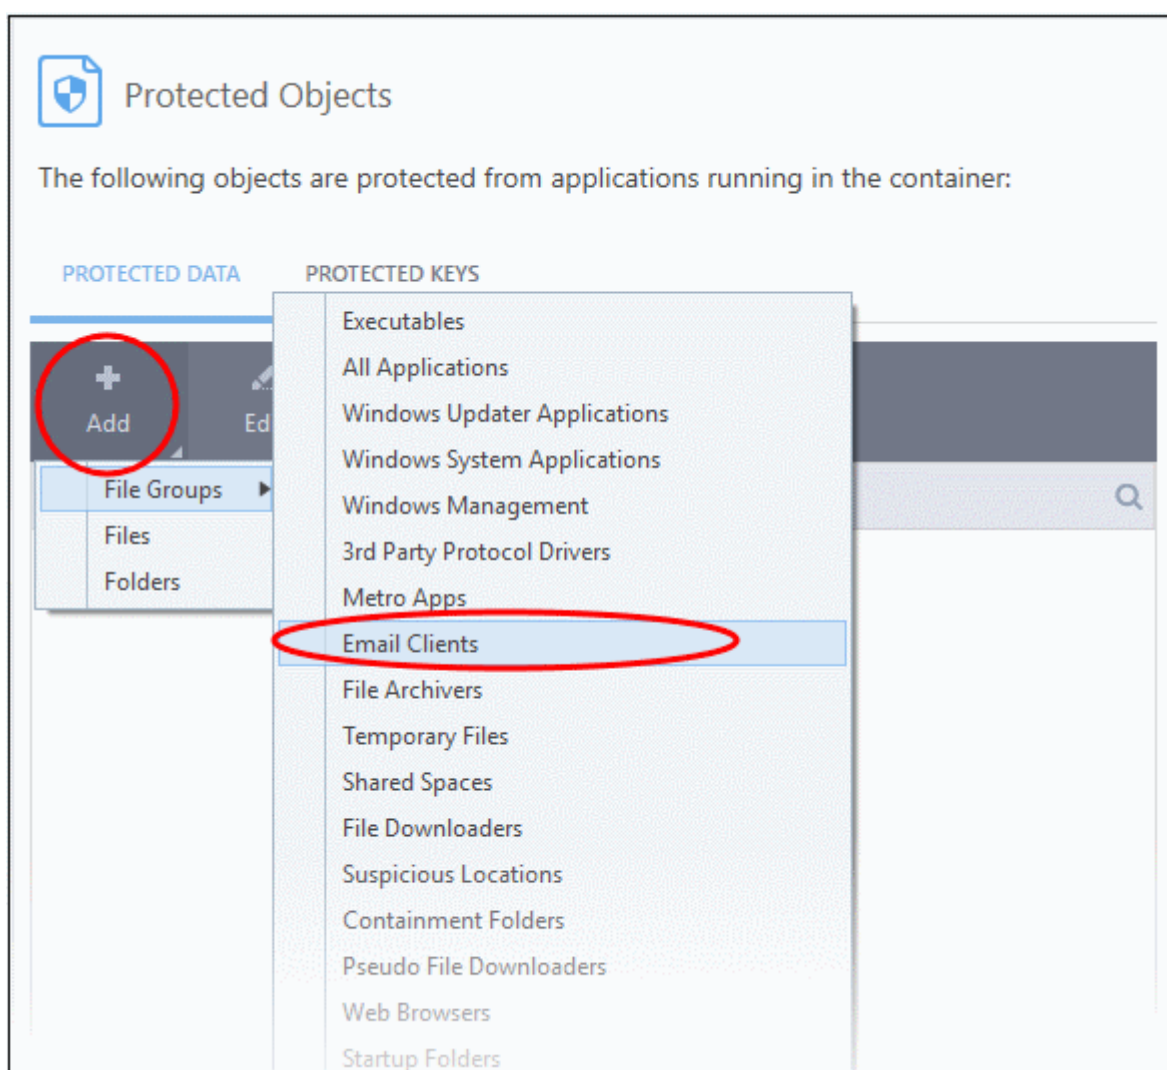 Protected Objects
The following objects are protected from applications running in the container:
PROTECTED DATA PROTECTED KEYS
Add
File Groups
Files
Folders
Executables
All Applications
Windows Updater Applications
Windows System Applications
Windows Management
3rd Party Protocol Drivers
Metro Apps
Email Clients
File Archivers
Temporary Files
Shared Spaces
File Downloaders
Suspicious Locations
Containment Folders
Pseudo File Downloaders
Web Browsers
Startup Folders